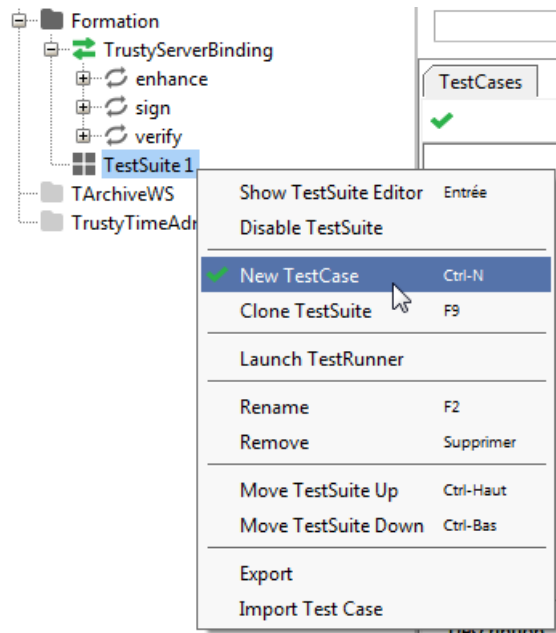 Formation
TrustyServerBinding
enhance
sign
verify
TestSuite 1
TArchiveWS
TrustyTimeAdr
TestCases
Show TestSuite Editor Entrée
Disable TestSuite
New TestCase Ctrl-N
Clone TestSuite F9
Launch TestRunner
Rename F2
Remove Supprimer
Move TestSuite Up Ctrl-Haut
Move TestSuite Down Ctrl-Bas
Export
Import Test Case